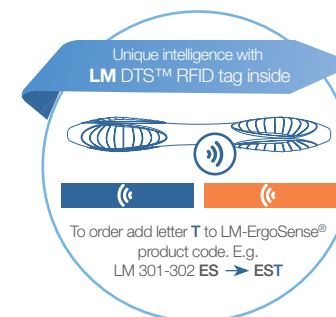 Unique intelligence with
LM DTS™ RFID tag inside
To order add letter T to LM-ErgoSense®
product code. E.g.
LM 301-302 ES → EST